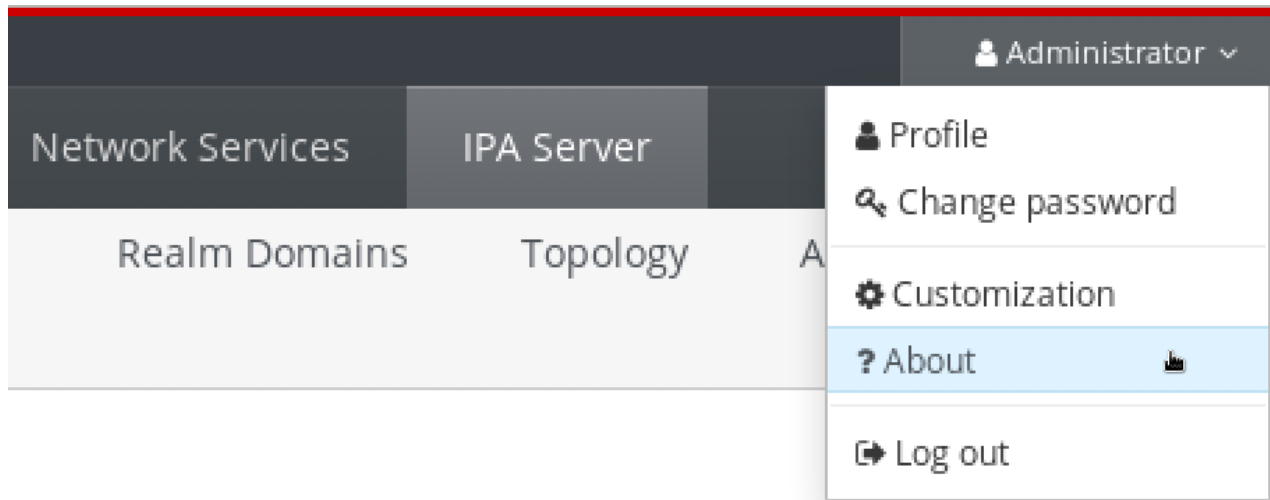 Administrator
Network Services IPA Server
Profile
Change password
Realm Domains Topology A
Customization
? About
Log out